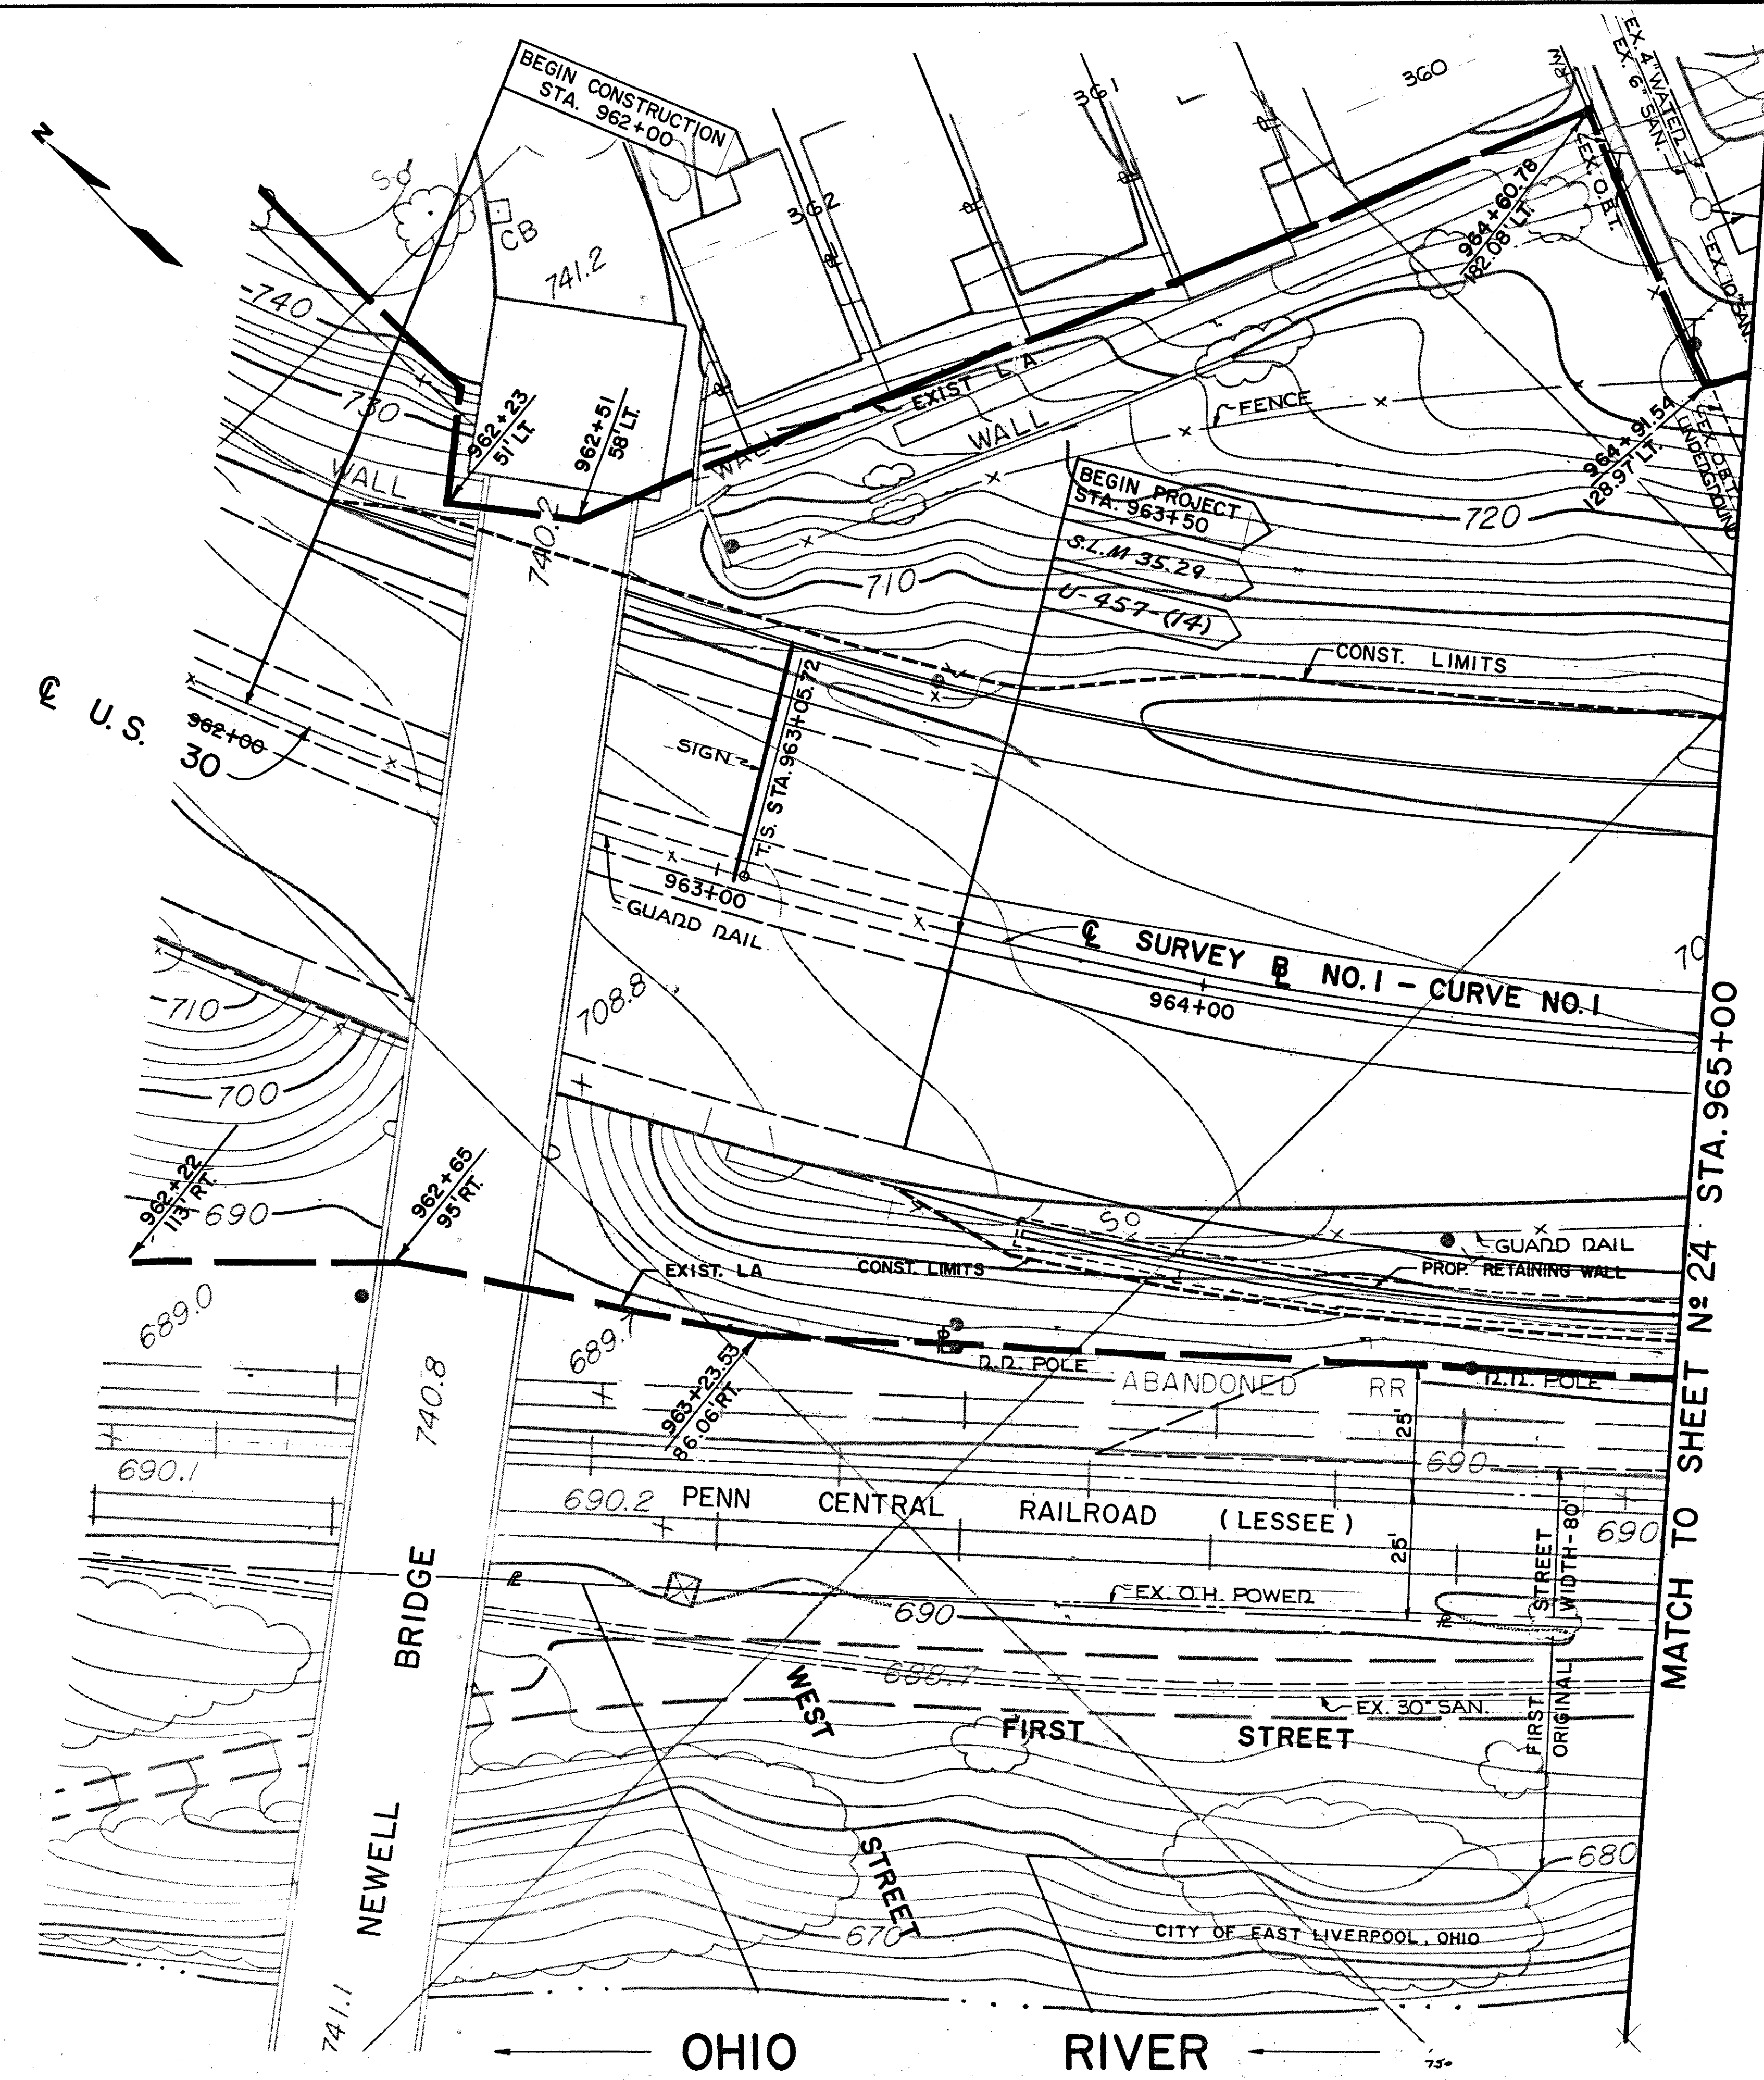 BEGIN CONSTRUCTION
STA. 962+00
N
CB
741.2
362
361
360
EX. 4" WATER
EX. 6" SAN.
EX. O.B.T.
EX. 10" SAN.
964+60.78
182.08' LT.
740
730
WALL
962+23
51' LT.
962+51
58' LT.
EXIST L A
WALL
WALL
FENCE
964+91.54
128.97' LT.
EX. O.B.T.
UNDERGROUND
BEGIN PROJECT
STA. 963+50
S.L.M 35.29
U-457-(14)
720
710
740.2
CONST. LIMITS
℄ U.S. 30
962+00
SIGN
T.S. STA. 963+05.72
963+00
GUARD RAIL
℄ SURVEY BL NO. 1 - CURVE NO. 1
964+00
70
708.8
710
700
690
962+22
113' RT.
962+65
95' RT.
EXIST. LA
CONST. LIMITS
GUARD RAIL
PROP. RETAINING WALL
689.0
689.7
963+23.53
86.06' RT.
R.R. POLE
R.R. POLE
ABANDONED RR
740.8
25'
25'
690
690.1
690.2
PENN CENTRAL RAILROAD (LESSEE)
690
EX. O.H. POWER
690
688.7
EX. 30" SAN.
FIRST STREET
ORIGINAL WIDTH-80'
WEST
STREET
FIRST STREET
NEWELL BRIDGE
680
670
CITY OF EAST LIVERPOOL, OHIO
741.1
OHIO RIVER
750
MATCH TO SHEET Nº 24 STA. 965+00